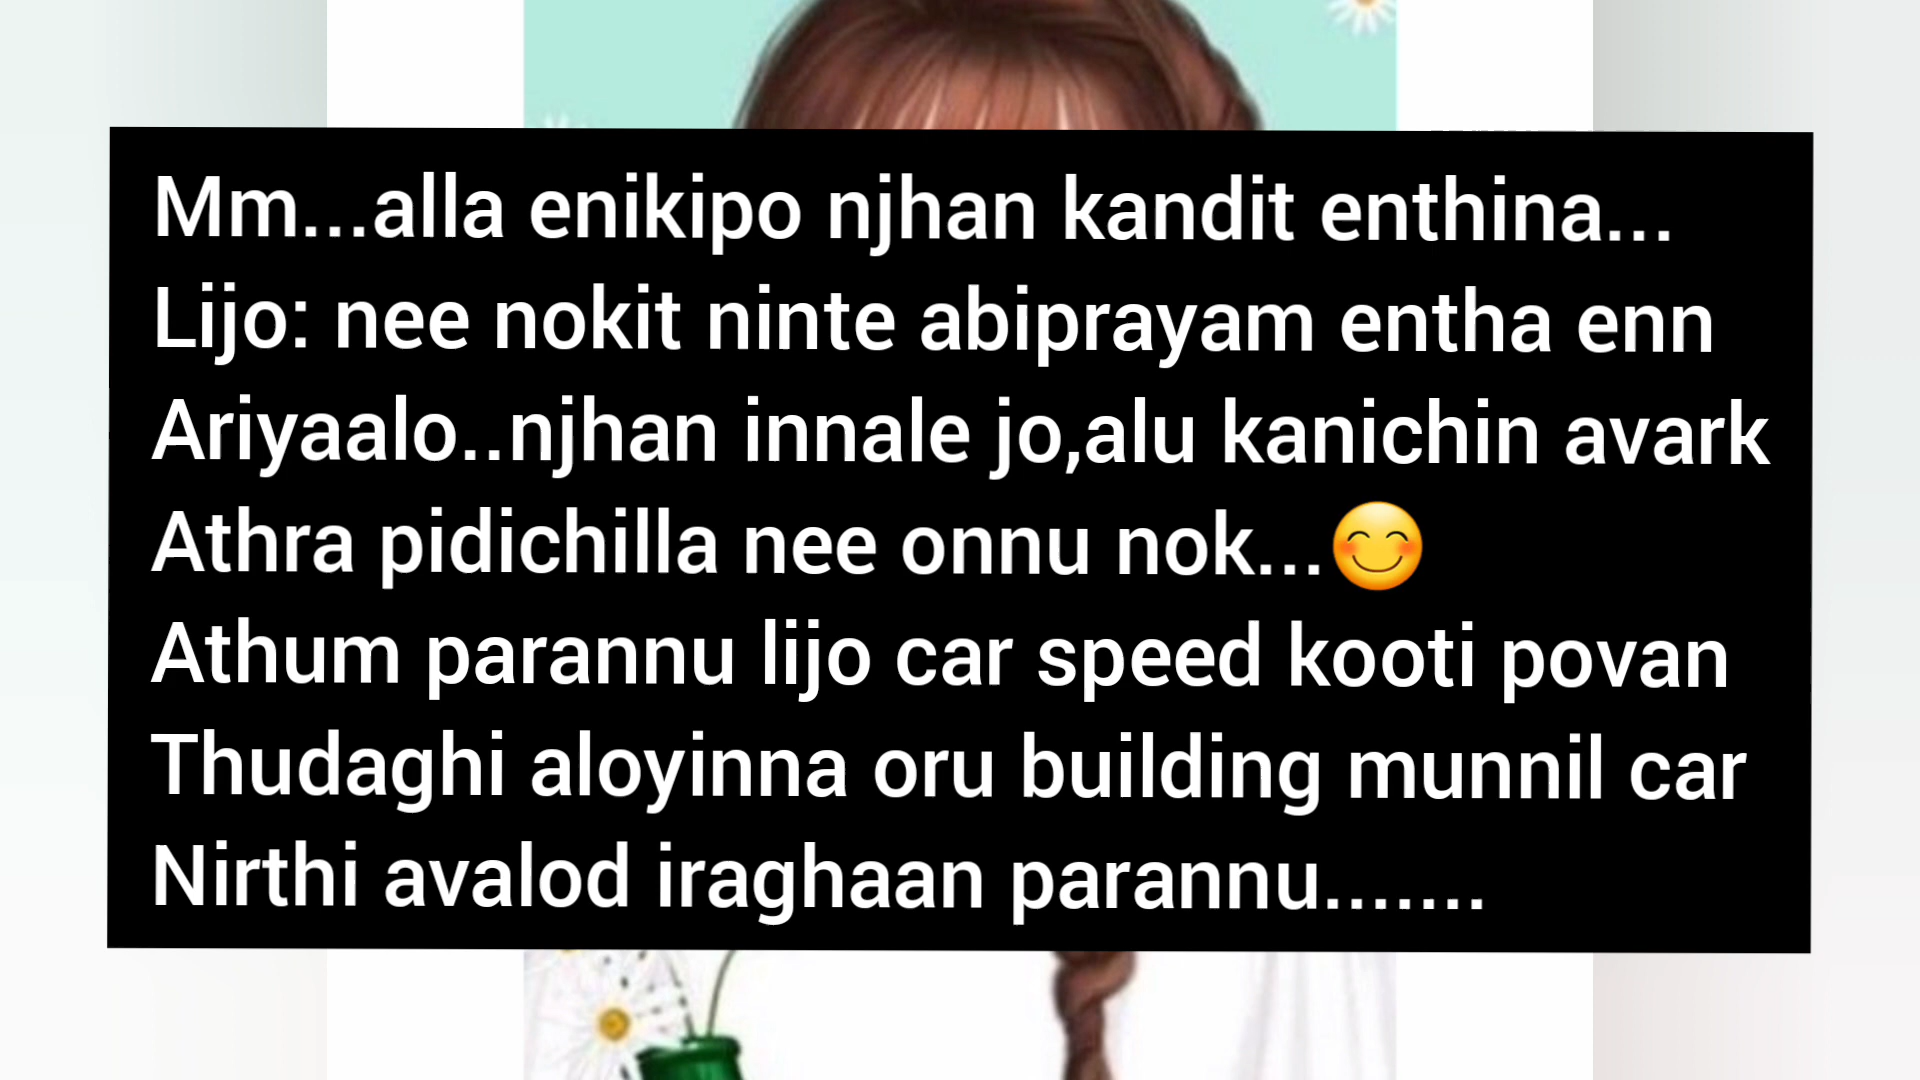 Mm...alla enikipo njhan kandit enthina...
Lijo: nee nokit ninte abiprayam entha enn
Ariyaalo..njhan innale jo,alu kanichin avark
Athra pidichilla nee onnu nok...😊
Athum parannu lijo car speed kooti povan
Thudaghi aloyinna oru building munnil car
Nirthi avalod iraghaan parannu.......